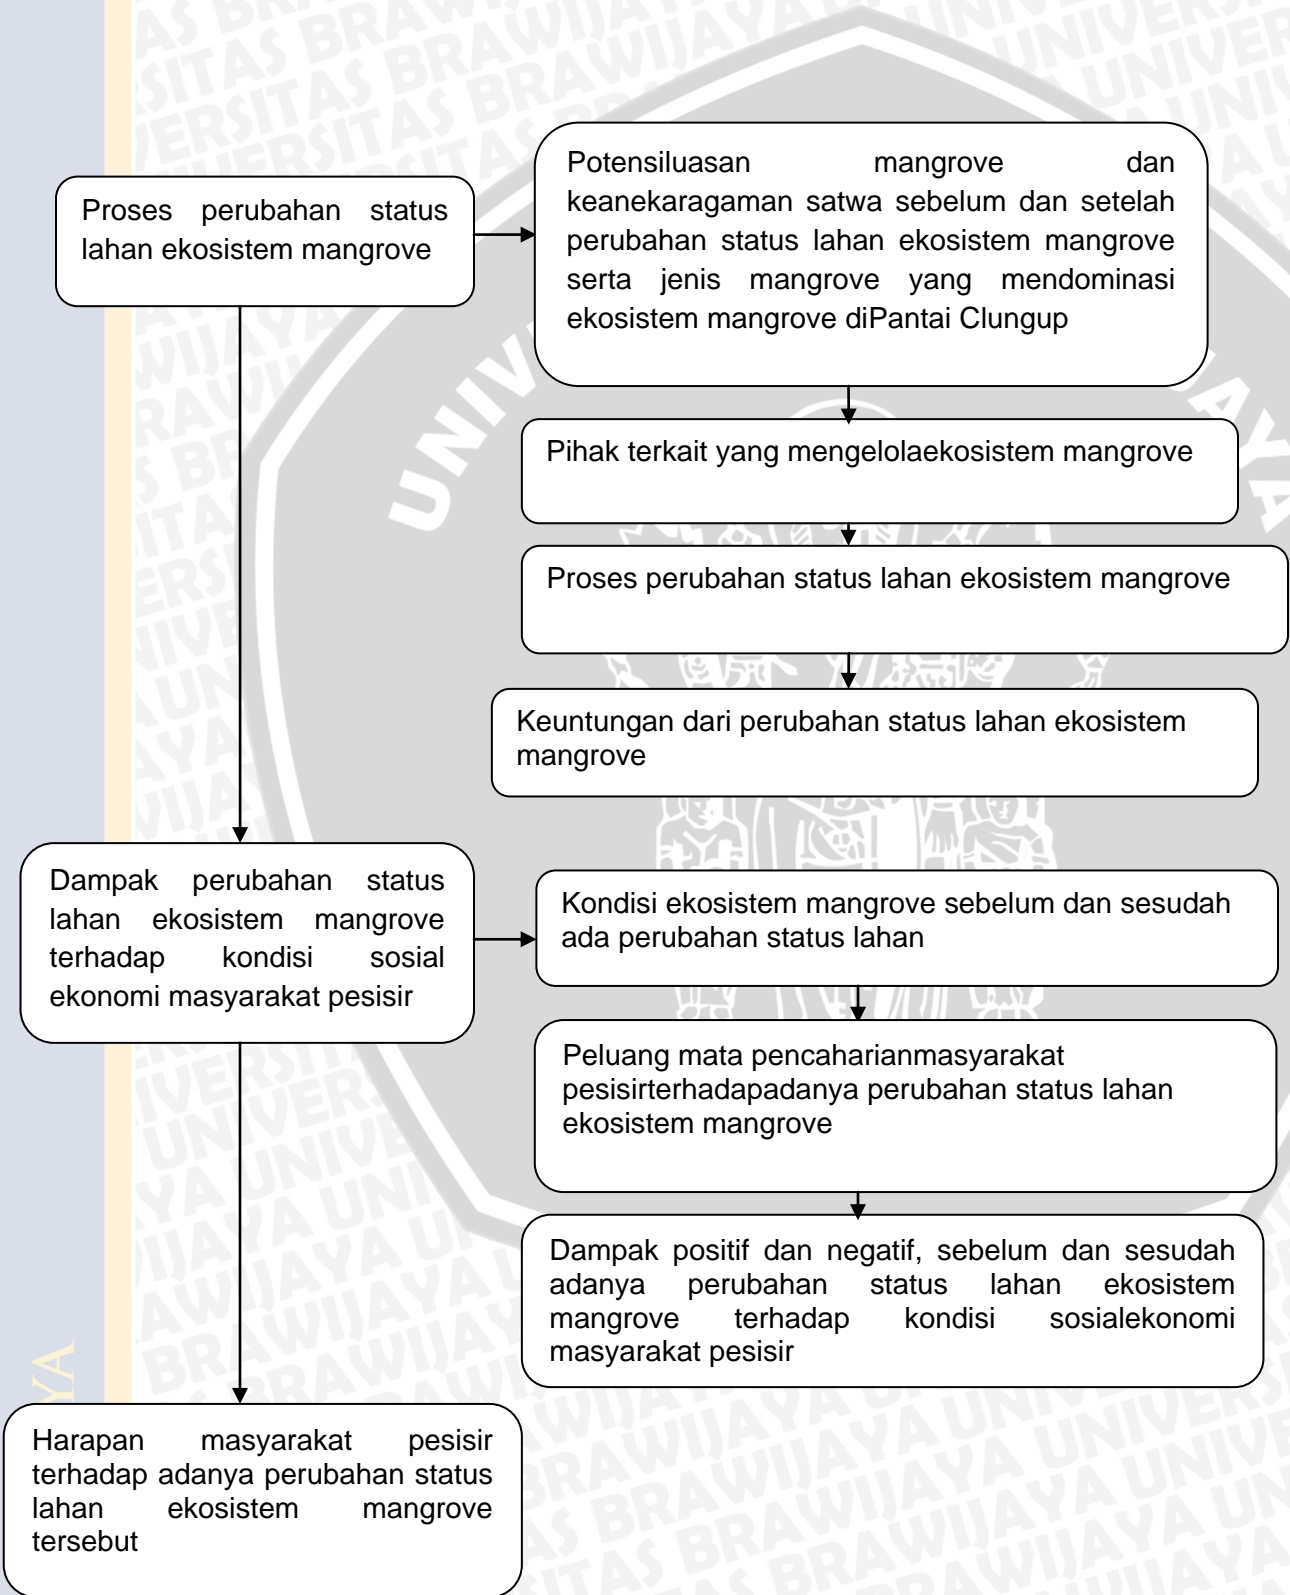 Proses perubahan status
lahan ekosistem mangrove
Potensiluasan mangrove dan
keanekaragaman satwa sebelum dan setelah
perubahan status lahan ekosistem mangrove
serta jenis mangrove yang mendominasi
ekosistem mangrove diPantai Clungup
Pihak terkait yang mengelolaekosistem mangrove
Proses perubahan status lahan ekosistem mangrove
Keuntungan dari perubahan status lahan ekosistem
mangrove
Dampak perubahan status
lahan ekosistem mangrove
terhadap kondisi sosial
ekonomi masyarakat pesisir
Kondisi ekosistem mangrove sebelum dan sesudah
ada perubahan status lahan
Peluang mata pencaharianmasyarakat
pesisirterhadapadanya perubahan status lahan
ekosistem mangrove
Dampak positif dan negatif, sebelum dan sesudah
adanya perubahan status lahan ekosistem
mangrove terhadap kondisi sosialekonomi
masyarakat pesisir
Harapan masyarakat pesisir
terhadap adanya perubahan status
lahan ekosistem mangrove
tersebut